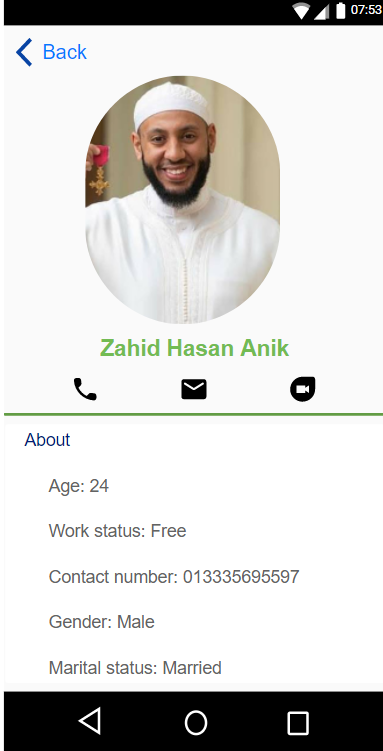 07:53
Back
Zahid Hasan Anik
About
Age: 24
Work status: Free
Contact number: 013335695597
Gender: Male
Marital status: Married